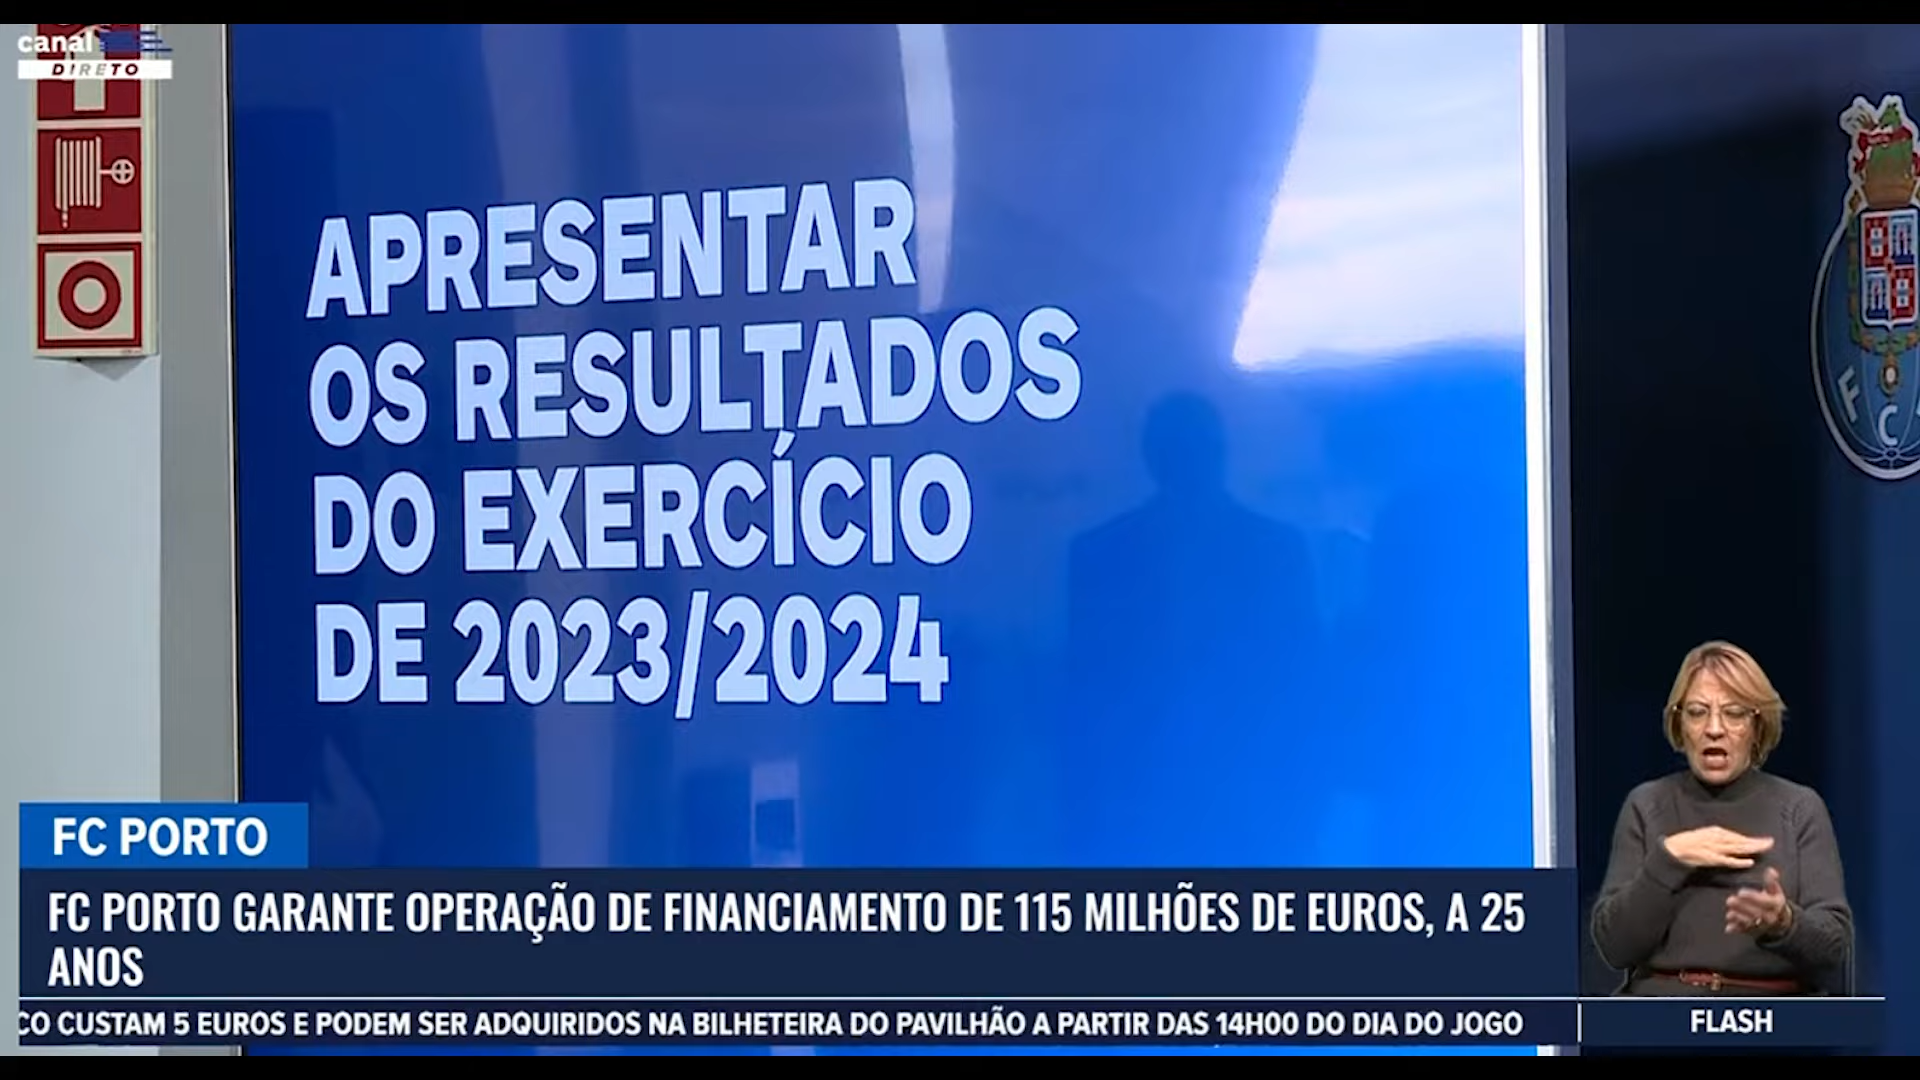 canal
DIRETO
APRESENTAR
OS RESULTADOS
DO EXERCÍCIO
DE 2023/2024
F C
FC PORTO
FC PORTO GARANTE OPERAÇÃO DE FINANCIAMENTO DE 115 MILHÕES DE EUROS, A 25
ANOS
CO CUSTAM 5 EUROS E PODEM SER ADQUIRIDOS NA BILHETEIRA DO PAVILHÃO A PARTIR DAS 14H00 DO DIA DO JOGO
FLASH